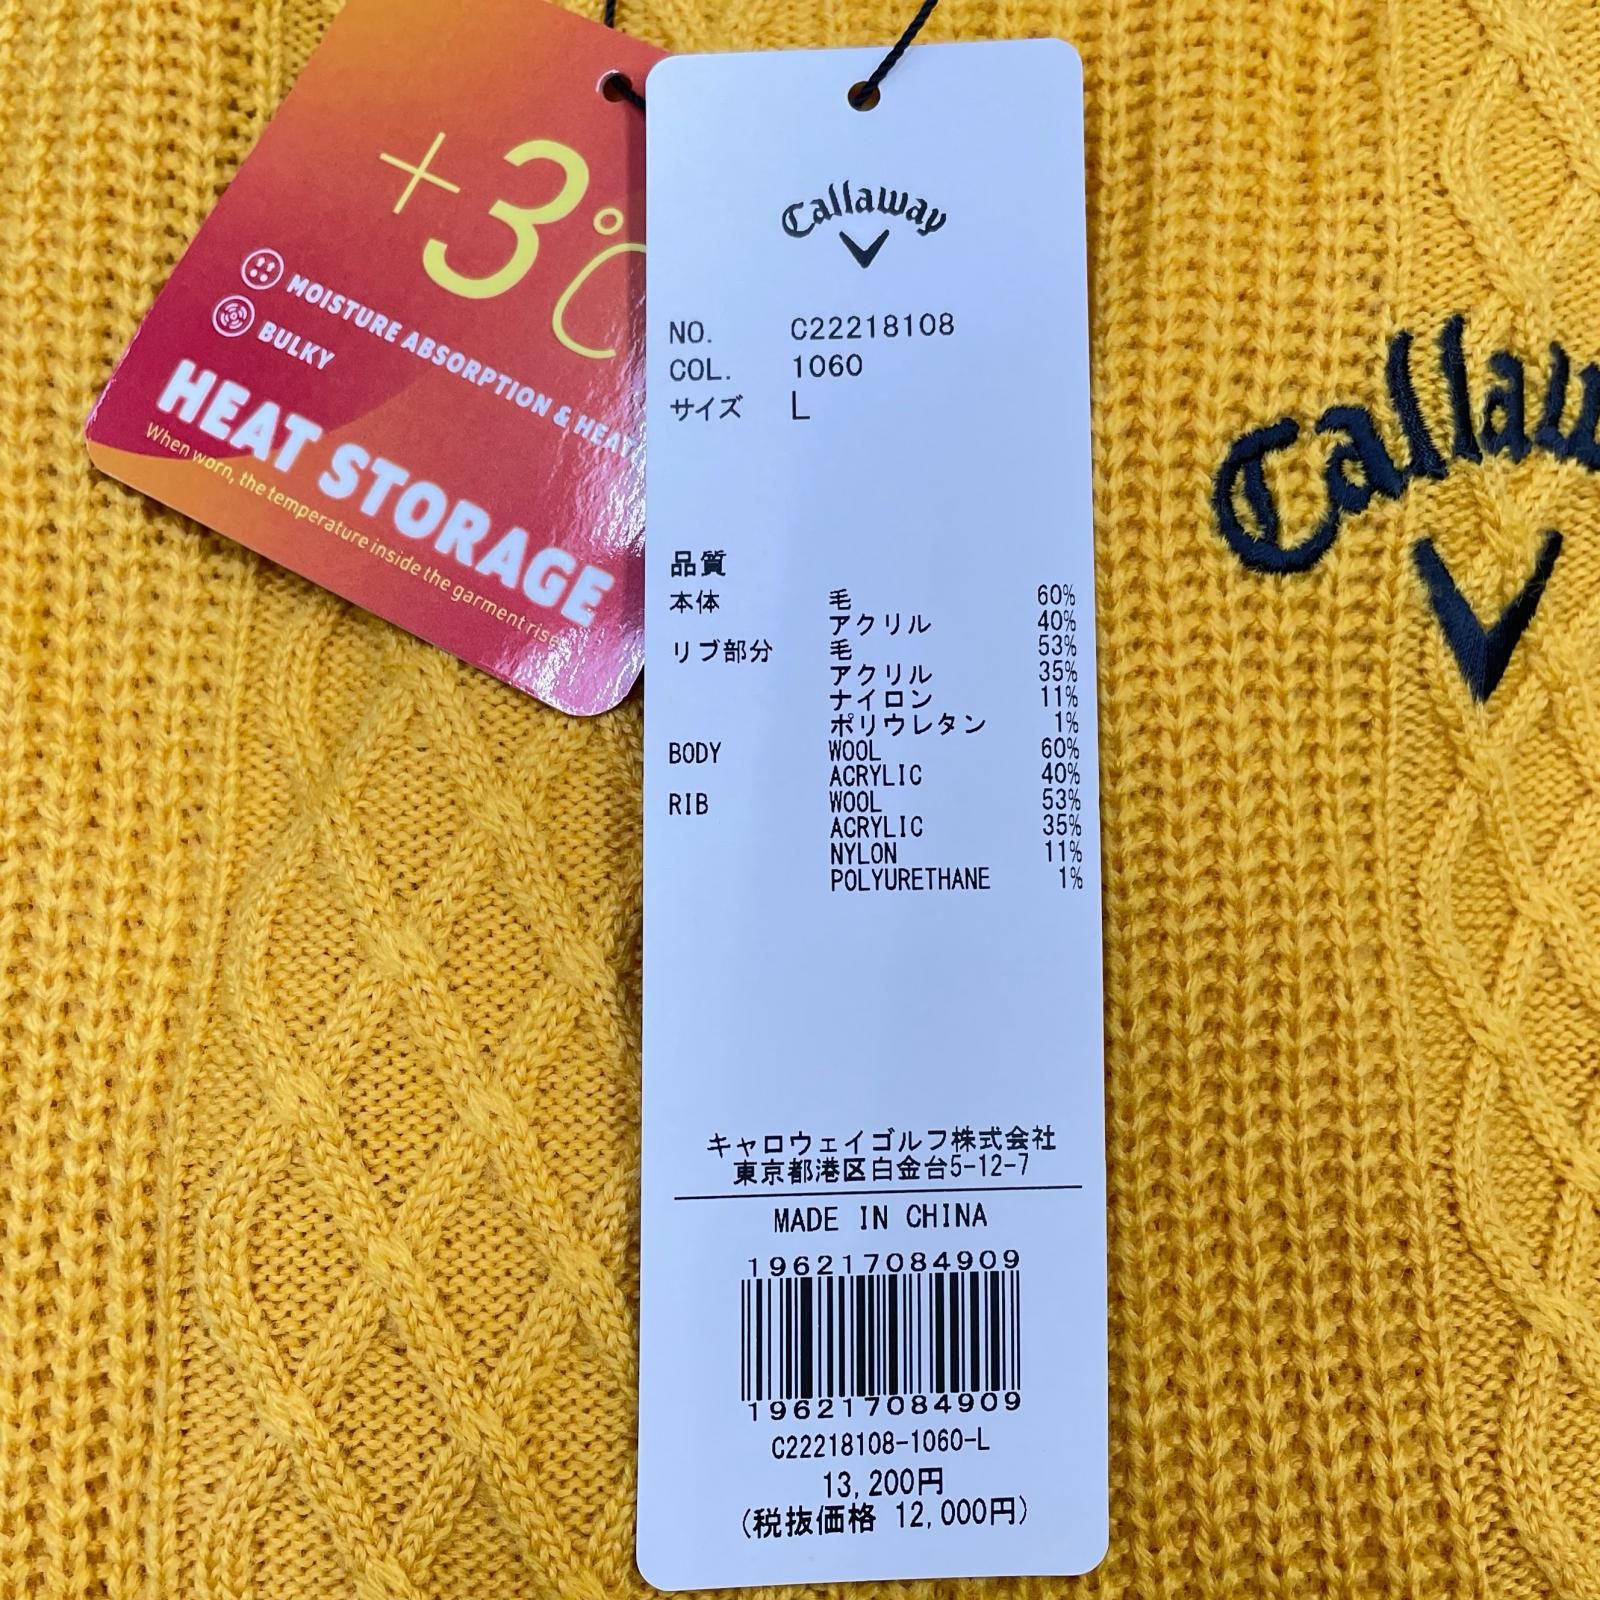 +3℃
MOISTURE ABSORPTION & HEAT
BULKY
HEAT STORAGE
When worn, the temperature inside the garment rise
Callaway
NO. C22218108
COL. 1060
サイズ L
品質
本体 毛 60%
アクリル 40%
リブ部分 毛 53%
アクリル 35%
ナイロン 11%
ポリウレタン 1%
BODY WOOL 60%
ACRYLIC 40%
RIB WOOL 53%
ACRYLIC 35%
NYLON 11%
POLYURETHANE 1%
キャロウェイゴルフ株式会社
東京都港区白金台5-12-7
MADE IN CHINA
196217084909
196217084909
C22218108-1060-L
13,200円
(税抜価格 12,000円)
Callaw